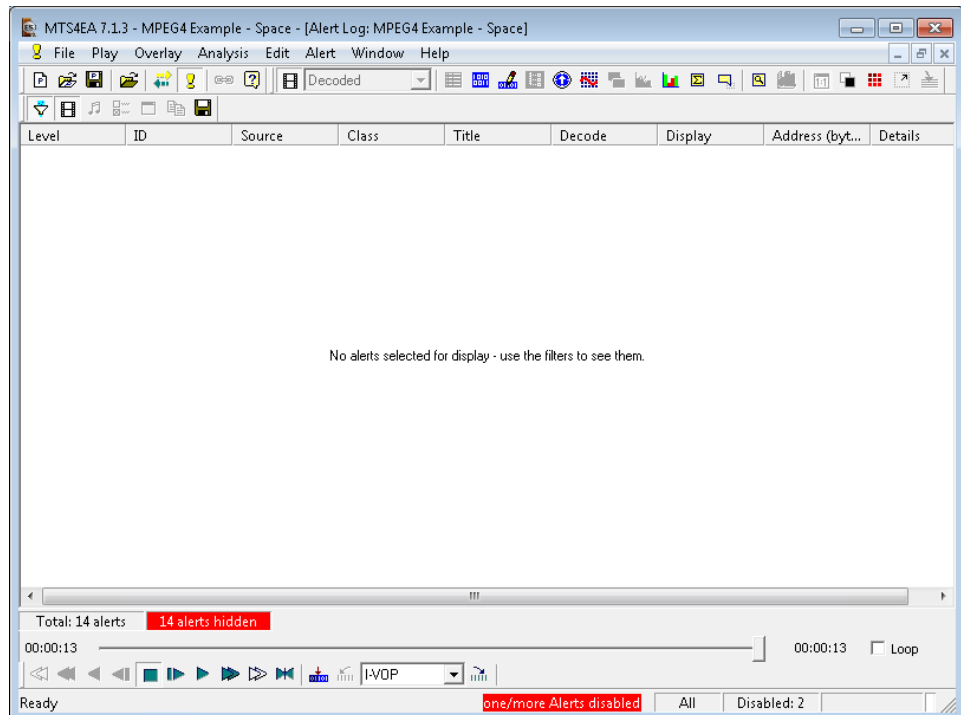 MTS4EA 7.1.3 - MPEG4 Example - Space - [Alert Log: MPEG4 Example - Space]
File Play Overlay Analysis Edit Alert Window Help
Decoded
Level ID Source Class Title Decode Display Address (byt... Details
No alerts selected for display - use the filters to see them.
Total: 14 alerts 14 alerts hidden
00:00:13 00:00:13 Loop
I-VOP
Ready one/more Alerts disabled All Disabled: 2